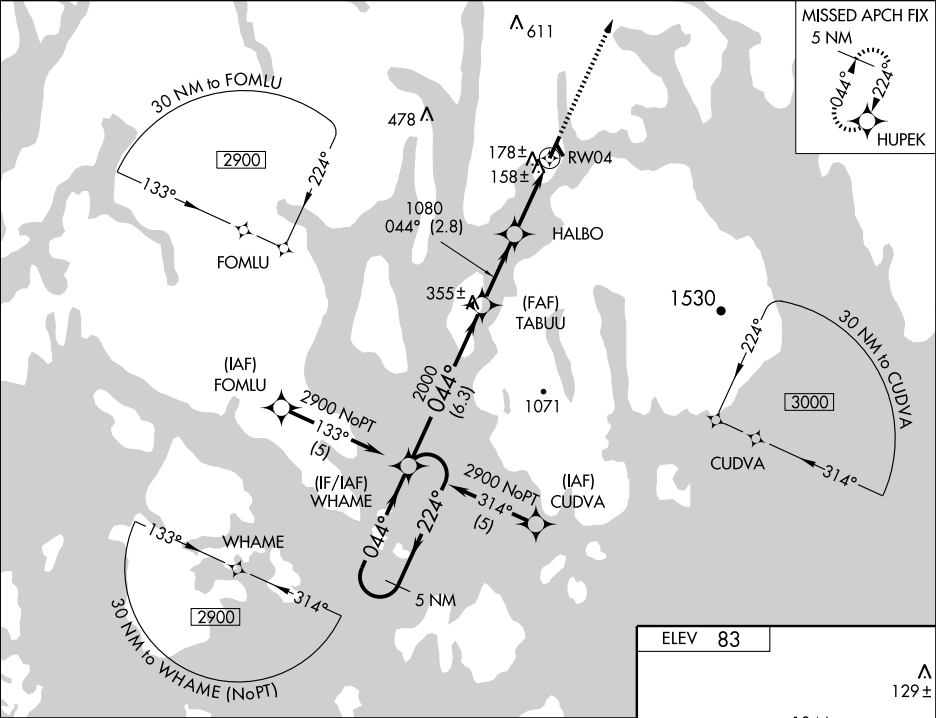 MISSED APCH FIX
5 NM
044°
224°
HUPEK
611
30 NM to FOMLU
2900
133°
224°
FOMLU
478
178±
158±
RW04
1080
044° (2.8)
HALBO
355±
(FAF)
TABUU
1530
224°
30 NM to CUDVA
3000
CUDVA
314°
(IAF)
FOMLU
2900 NoPT
133°
(5)
2000
044°
(6.3)
1071
(IF/IAF)
WHAME
2900 NoPT
314°
(5)
(IAF)
CUDVA
044°
224°
5 NM
133°
WHAME
314°
2900
30 NM to WHAME (NoPT)
ELEV 83
129±